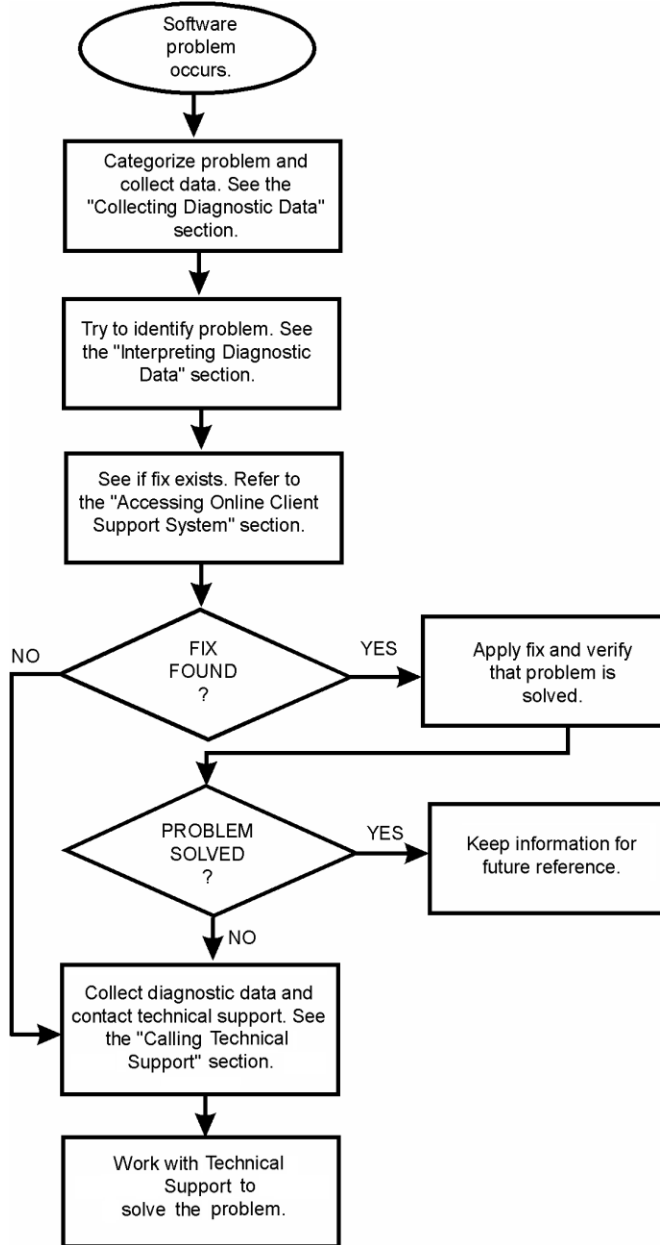 Software
problem
occurs.
Categorize problem and
collect data. See the
"Collecting Diagnostic Data"
section.
Try to identify problem. See
the "Interpreting Diagnostic
Data" section.
See if fix exists. Refer to
the "Accessing Online Client
Support System" section.
NO
FIX
FOUND
?
YES
Apply fix and verify
that problem is
solved.
PROBLEM
SOLVED
?
YES
Keep information for
future reference.
NO
Collect diagnostic data and
contact technical support. See
the "Calling Technical
Support" section.
Work with Technical
Support to
solve the problem.